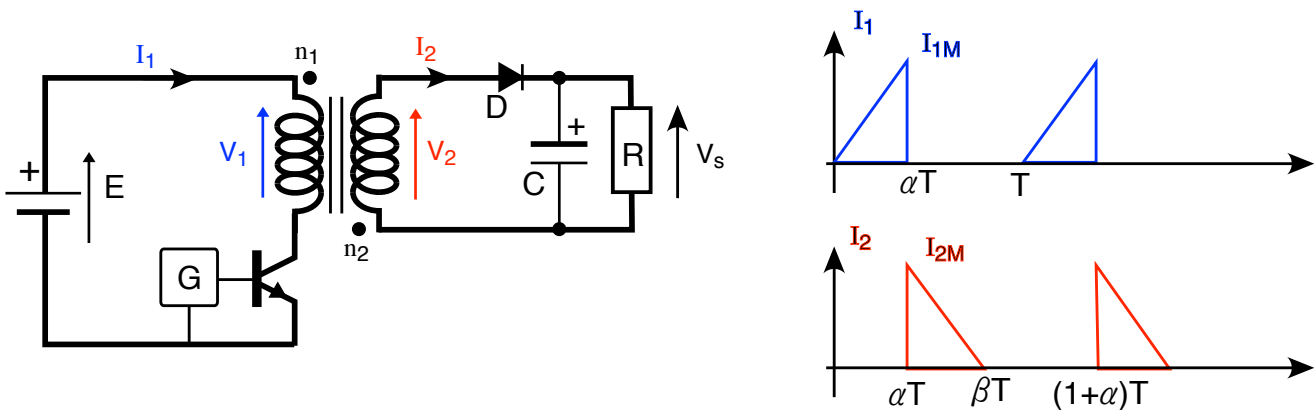 I₁
n₁
I₂
D
+
V₁
V₂
+
C
R
Vₛ
+
E
n₂
G
I₁
I₁M
αT
T
I₂
I₂M
αT
βT
(1+α)T